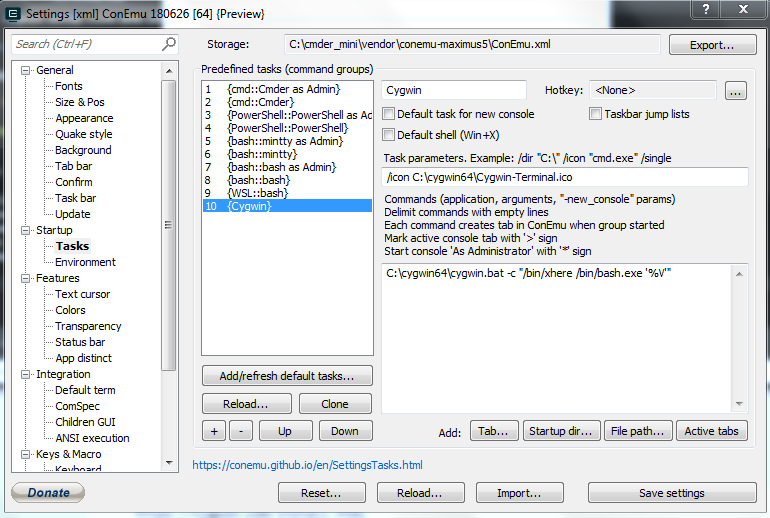 Settings [xml] ConEmu 180626 [64] {Preview}
Search (Ctrl+F)
Storage:
C:\cmder_mini\vendor\conemu-maximus5\ConEmu.xml
Export...
General
Fonts
Size & Pos
Appearance
Quake style
Background
Tab bar
Confirm
Task bar
Update
Startup
Tasks
Environment
Features
Text cursor
Colors
Transparency
Status bar
App distinct
Integration
Default term
ComSpec
Children GUI
ANSI execution
Keys & Macro
Keyboard
Predefined tasks (command groups)
1 {cmd::Cmder as Admin}
2 {cmd::Cmder}
3 {PowerShell::PowerShell as Ad
4 {PowerShell::PowerShell}
5 {bash::mintty as Admin}
6 {bash::mintty}
7 {bash::bash as Admin}
8 {bash::bash}
9 {WSL::bash}
10 {Cygwin}
Add/refresh default tasks...
Reload... Clone
+ - Up Down
Cygwin
Hotkey: <None> ...
Default task for new console
Taskbar jump lists
Default shell (Win+X)
Task parameters. Example: /dir "C:\" /icon "cmd.exe" /single
/icon C:\cygwin64\Cygwin-Terminal.ico
Commands (application, arguments, "-new_console" params)
Delimit commands with empty lines
Each command creates tab in ConEmu when group started
Mark active console tab with '>' sign
Start console 'As Administrator' with '*' sign
C:\cygwin64\cygwin.bat -c "/bin/xhere /bin/bash.exe '%V'"
Add: Tab... Startup dir... File path... Active tabs
https://conemu.github.io/en/SettingsTasks.html
Donate
Reset... Reload... Import... Save settings